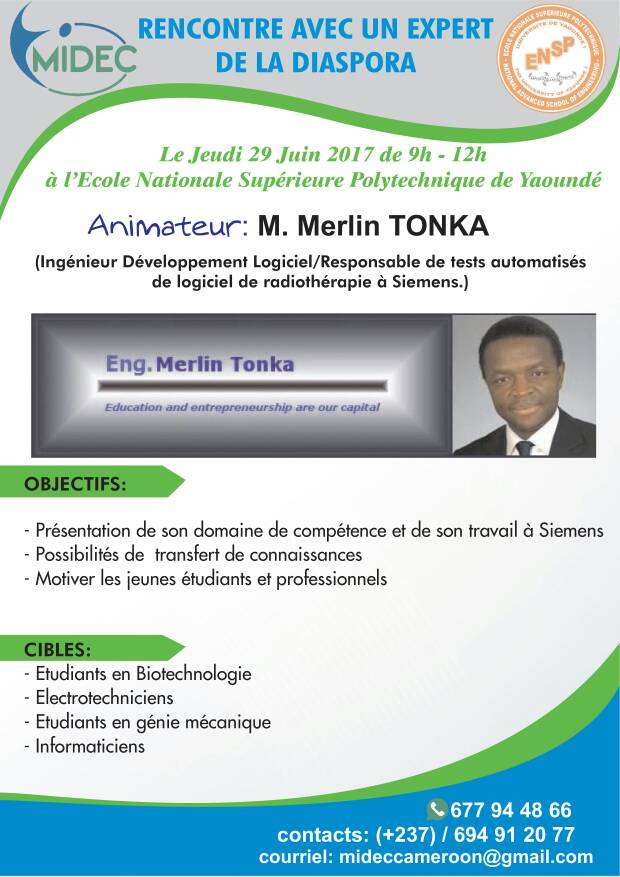 MIDEC
RENCONTRE AVEC UN EXPERT
DE LA DIASPORA
ECOLE NATIONALE SUPERIEURE POLYTECHNIQUE
UNIVERSITE DE YAOUNDE I
ENSP
THE UNIVERSITY OF YAOUNDE I
NATIONAL ADVANCED SCHOOL OF ENGINEERING
Le Jeudi 29 Juin 2017 de 9h - 12h
à l'Ecole Nationale Supérieure Polytechnique de Yaoundé
Animateur: M. Merlin TONKA
(Ingénieur Développement Logiciel/Responsable de tests automatisés
de logiciel de radiothérapie à Siemens.)
Eng. Merlin Tonka
Education and entrepreneurship are our capital
OBJECTIFS:
- Présentation de son domaine de compétence et de son travail à Siemens
- Possibilités de transfert de connaissances
- Motiver les jeunes étudiants et professionnels
CIBLES:
- Etudiants en Biotechnologie
- Electrotechniciens
- Etudiants en génie mécanique
- Informaticiens
677 94 48 66
contacts: (+237) / 694 91 20 77
courriel: mideccameroon@gmail.com